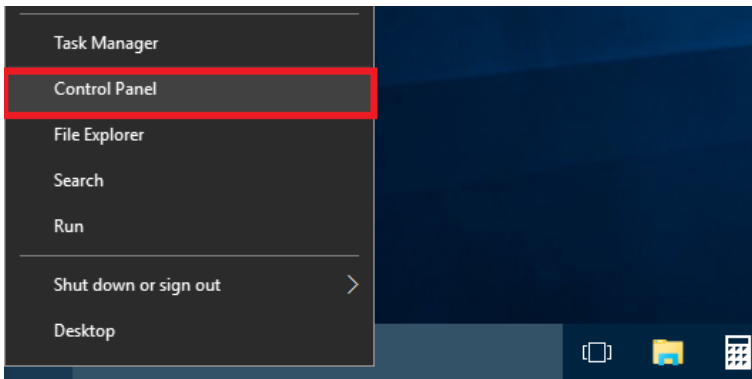 Task Manager
Control Panel
File Explorer
Search
Run
Shut down or sign out
Desktop